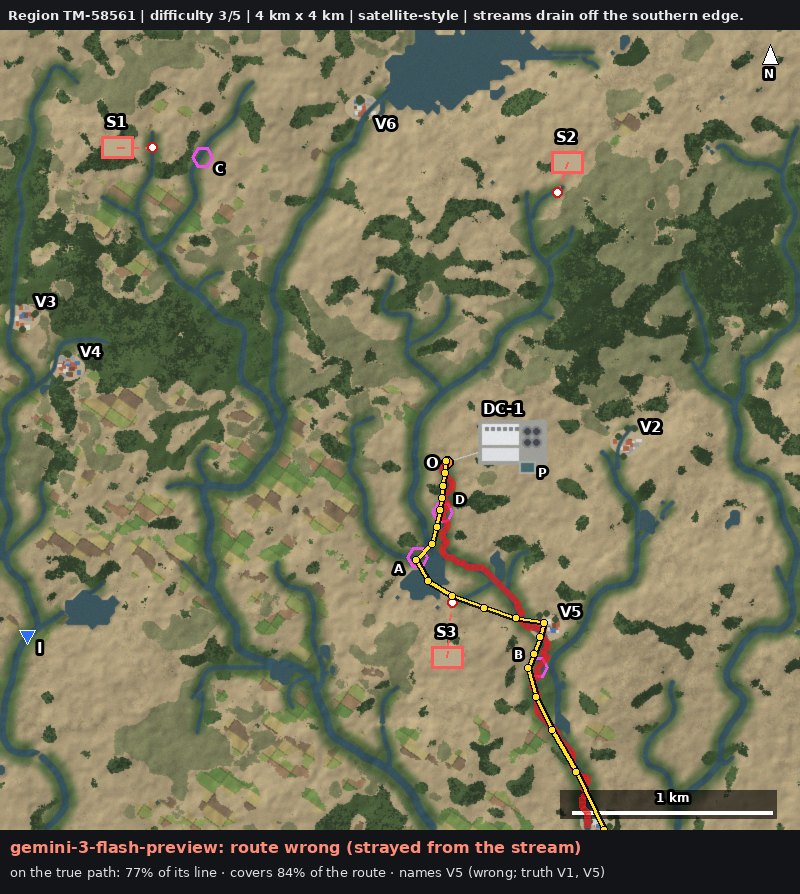 Region TM-58561 | difficulty 3/5 | 4 km x 4 km | satellite-style | streams drain off the southern edge.
N
S1
V6
C
S2
V3
V4
DC-1
V2
O
P
D
A
V5
S3
B
I
1 km
gemini-3-flash-preview: route wrong (strayed from the stream)
on the true path: 77% of its line · covers 84% of the route · names V5 (wrong; truth V1, V5)